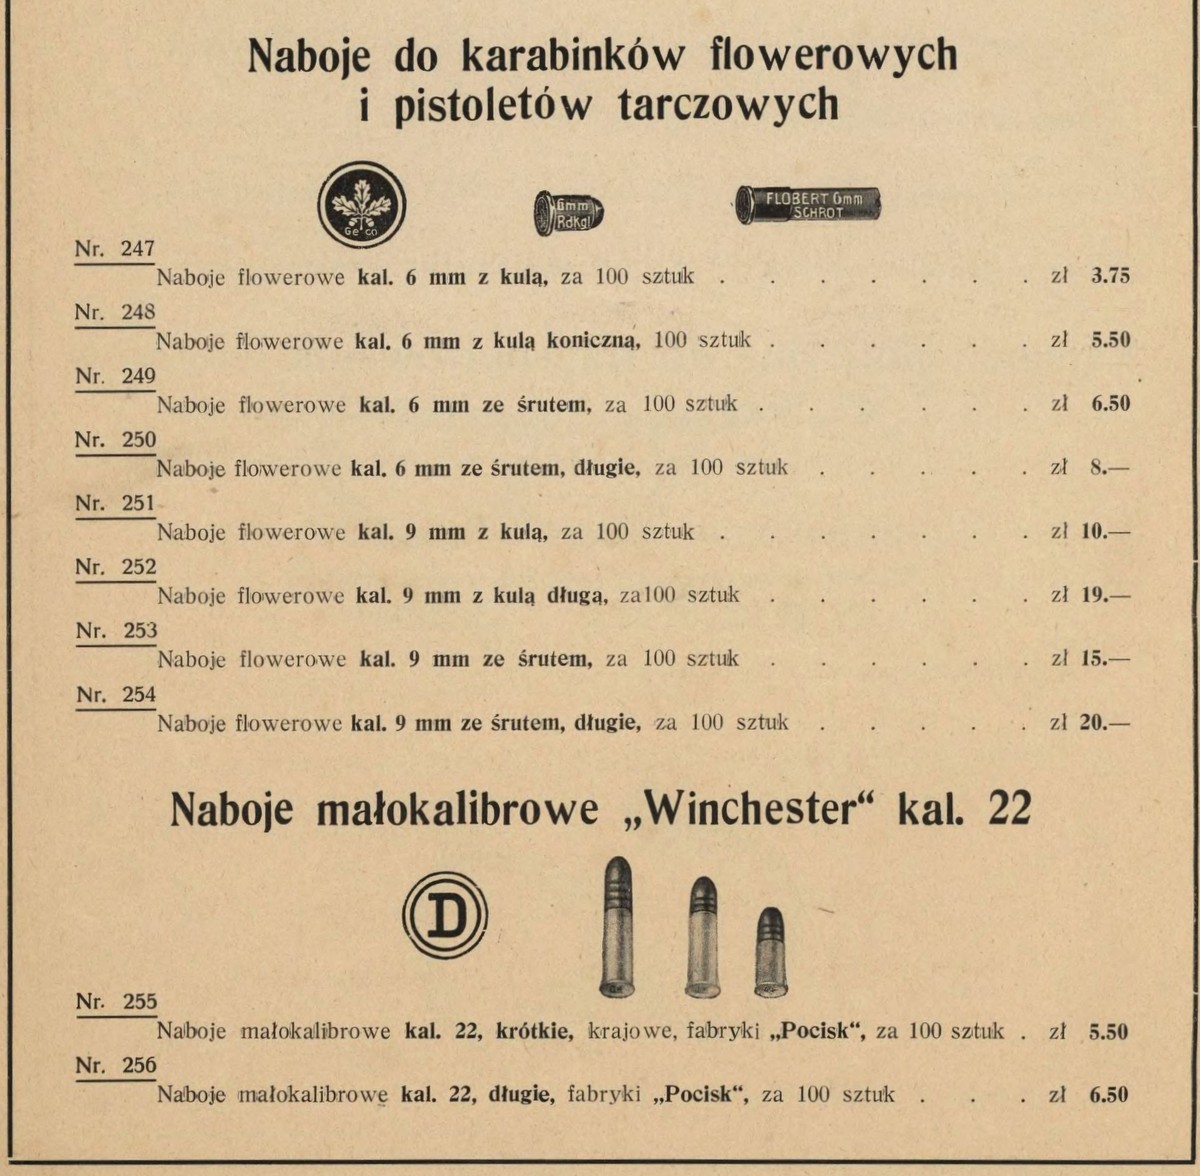 Naboje do karabinków flowerowych
i pistoletów tarczowych
Ge co
6mm
RdKgl
FLOBERT 6mm
SCHROT
Nr. 247
Naboje flowerowe kal. 6 mm z kulą, za 100 sztuk . . . . . . . zł 3.75
Nr. 248
Naboje flowerowe kal. 6 mm z kulą koniczną, 100 sztuk . . . . . . zł 5.50
Nr. 249
Naboje flowerowe kal. 6 mm ze śrutem, za 100 sztuk . . . . . . zł 6.50
Nr. 250
Naboje flowerowe kal. 6 mm ze śrutem, długie, za 100 sztuk . . . . . zł 8.—
Nr. 251
Naboje flowerowe kal. 9 mm z kulą, za 100 sztuk . . . . . . . zł 10.—
Nr. 252
Naboje flowerowe kal. 9 mm z kulą długą, za100 sztuk . . . . . . zł 19.—
Nr. 253
Naboje flowerowe kal. 9 mm ze śrutem, za 100 sztuk . . . . . . zł 15.—
Nr. 254
Naboje flowerowe kal. 9 mm ze śrutem, długie, za 100 sztuk . . . . . zł 20.—
Naboje małokalibrowe „Winchester“ kal. 22
D
Nr. 255
Naboje małokalibrowe kal. 22, krótkie, krajowe, fabryki „Pocisk“, za 100 sztuk . zł 5.50
Nr. 256
Naboje małokalibrowe kal. 22, długie, fabryki „Pocisk“, za 100 sztuk . . . zł 6.50